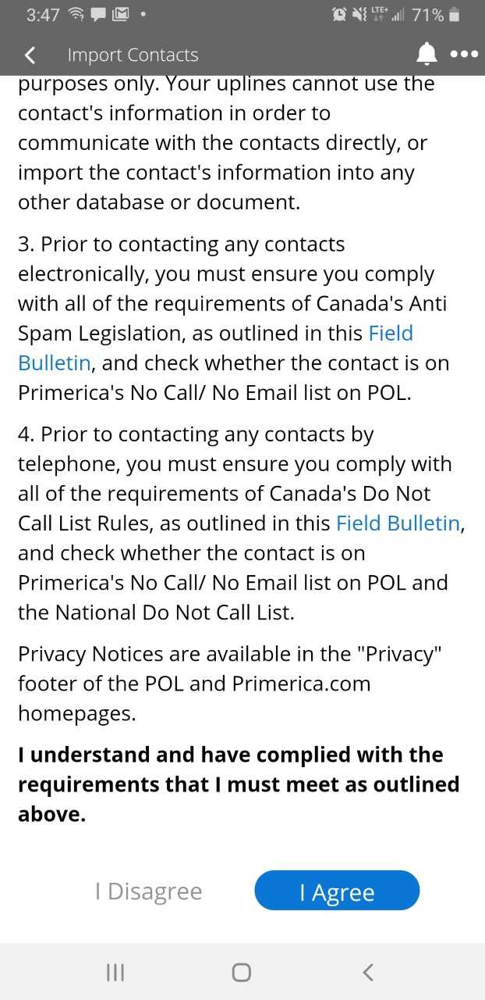 3:47
LTE+
71%
Import Contacts
purposes only. Your uplines cannot use the
contact's information in order to
communicate with the contacts directly, or
import the contact's information into any
other database or document.
3. Prior to contacting any contacts
electronically, you must ensure you comply
with all of the requirements of Canada's Anti
Spam Legislation, as outlined in this Field
Bulletin, and check whether the contact is on
Primerica's No Call/ No Email list on POL.
4. Prior to contacting any contacts by
telephone, you must ensure you comply with
all of the requirements of Canada's Do Not
Call List Rules, as outlined in this Field Bulletin,
and check whether the contact is on
Primerica's No Call/ No Email list on POL and
the National Do Not Call List.
Privacy Notices are available in the "Privacy"
footer of the POL and Primerica.com
homepages.
I understand and have complied with the
requirements that I must meet as outlined
above.
I Disagree
I Agree